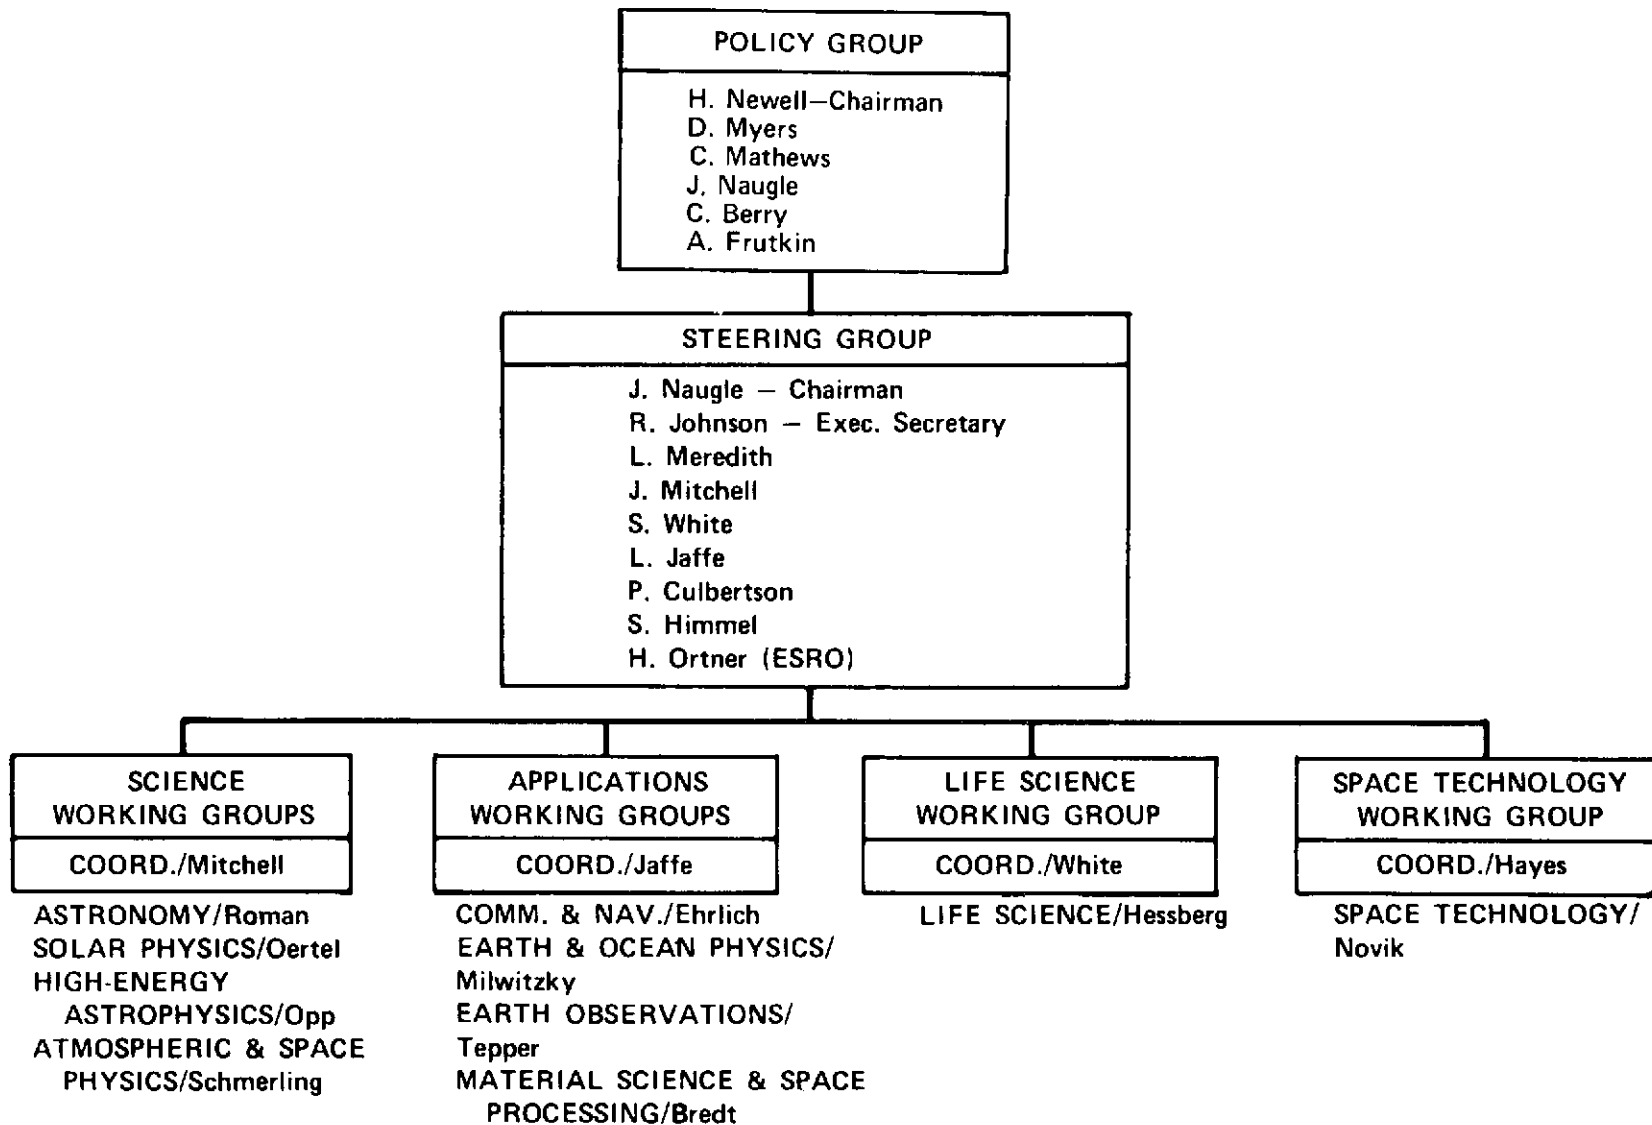 POLICY GROUP
H. Newell—Chairman
D. Myers
C. Mathews
J. Naugle
C. Berry
A. Frutkin
STEERING GROUP
J. Naugle — Chairman
R. Johnson — Exec. Secretary
L. Meredith
J. Mitchell
S. White
L. Jaffe
P. Culbertson
S. Himmel
H. Ortner (ESRO)
SCIENCE
WORKING GROUPS
COORD./Mitchell
ASTRONOMY/Roman
SOLAR PHYSICS/Oertel
HIGH-ENERGY
ASTROPHYSICS/Opp
ATMOSPHERIC & SPACE
PHYSICS/Schmerling
APPLICATIONS
WORKING GROUPS
COORD./Jaffe
COMM. & NAV./Ehrlich
EARTH & OCEAN PHYSICS/
Milwitzky
EARTH OBSERVATIONS/
Tepper
MATERIAL SCIENCE & SPACE
PROCESSING/Bredt
LIFE SCIENCE
WORKING GROUP
COORD./White
LIFE SCIENCE/Hessberg
SPACE TECHNOLOGY
WORKING GROUP
COORD./Hayes
SPACE TECHNOLOGY/
Novik